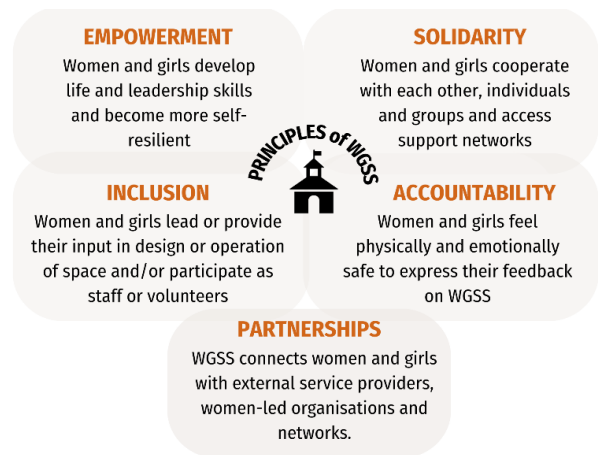 EMPOWERMENT
Women and girls develop
life and leadership skills
and become more self-
resilient
SOLIDARITY
Women and girls cooperate
with each other, individuals
and groups and access
support networks
PRINCIPLES of WGSS
INCLUSION
Women and girls lead or provide
their input in design or operation
of space and/or participate as
staff or volunteers
ACCOUNTABILITY
Women and girls feel
physically and emotionally
safe to express their feedback
on WGSS
PARTNERSHIPS
WGSS connects women and girls
with external service providers,
women-led organisations and
networks.